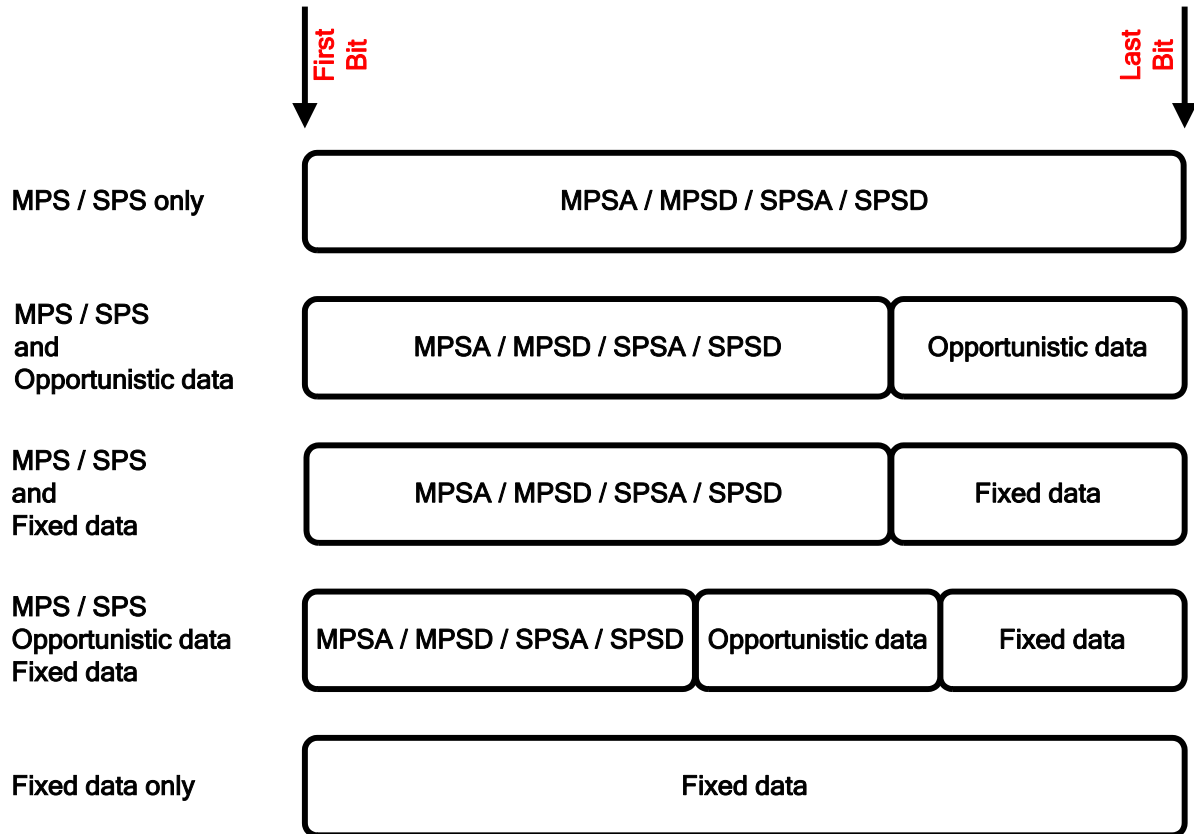 First
Bit
Last
Bit
MPS / SPS only
MPSA / MPSD / SPSA / SPSD
MPS / SPS
and
Opportunistic data
MPSA / MPSD / SPSA / SPSD
Opportunistic data
MPS / SPS
and
Fixed data
MPSA / MPSD / SPSA / SPSD
Fixed data
MPS / SPS
Opportunistic data
Fixed data
MPSA / MPSD / SPSA / SPSD
Opportunistic data
Fixed data
Fixed data only
Fixed data